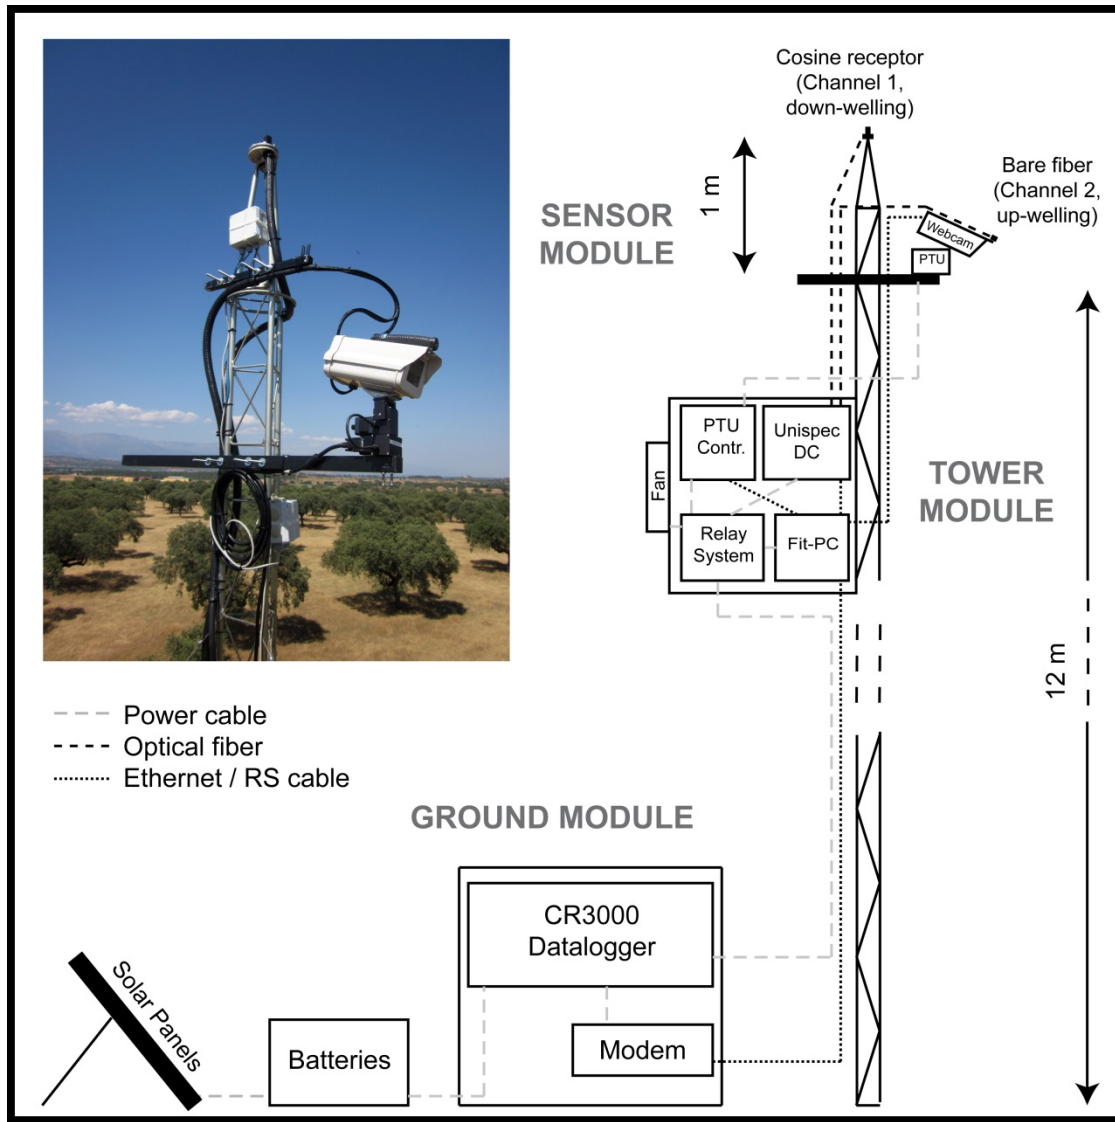 Cosine receptor
(Channel 1,
down-welling)
Bare fiber
(Channel 2,
up-welling)
1 m
SENSOR
MODULE
Webcam
PTU
PTU
Contr.
Unispec
DC
Fan
Relay
System
Fit-PC
TOWER
MODULE
12 m
Power cable
Optical fiber
Ethernet / RS cable
GROUND MODULE
CR3000
Datalogger
Modem
Batteries
Solar Panels